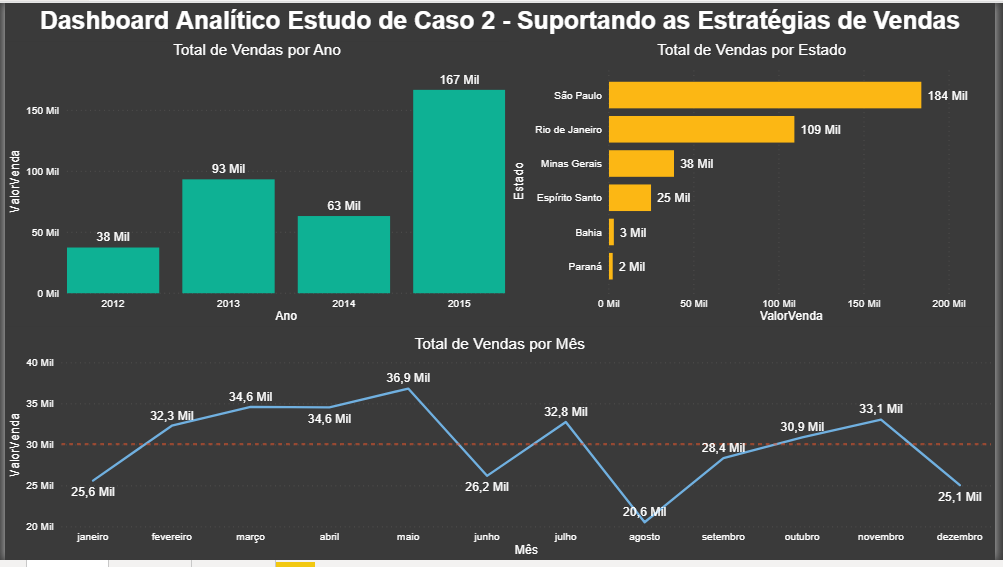 Dashboard Analítico Estudo de Caso 2 - Suportando as Estratégias de Vendas
Total de Vendas por Ano
ValorVenda
150 Mil
100 Mil
50 Mil
0 Mil
38 Mil
93 Mil
63 Mil
167 Mil
2012
2013
2014
2015
Ano
Total de Vendas por Estado
Estado
São Paulo
184 Mil
Rio de Janeiro
109 Mil
Minas Gerais
38 Mil
Espírito Santo
25 Mil
Bahia
3 Mil
Paraná
2 Mil
0 Mil
50 Mil
100 Mil
150 Mil
200 Mil
ValorVenda
Total de Vendas por Mês
ValorVenda
40 Mil
35 Mil
30 Mil
25 Mil
20 Mil
25,6 Mil
32,3 Mil
34,6 Mil
34,6 Mil
36,9 Mil
26,2 Mil
32,8 Mil
20,6 Mil
28,4 Mil
30,9 Mil
33,1 Mil
25,1 Mil
janeiro
fevereiro
março
abril
maio
junho
julho
agosto
setembro
outubro
novembro
dezembro
Mês